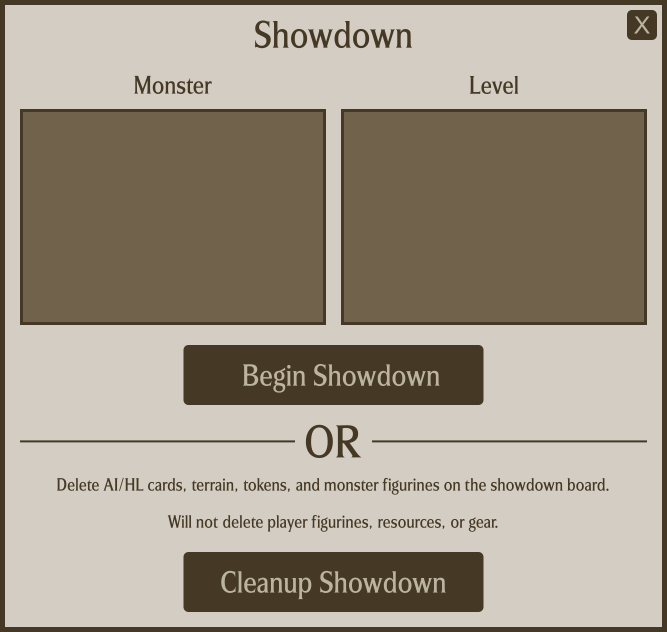 Showdown
X
Monster
Level
Begin Showdown
OR
Delete AI/HL cards, terrain, tokens, and monster figurines on the showdown board.
Will not delete player figurines, resources, or gear.
Cleanup Showdown